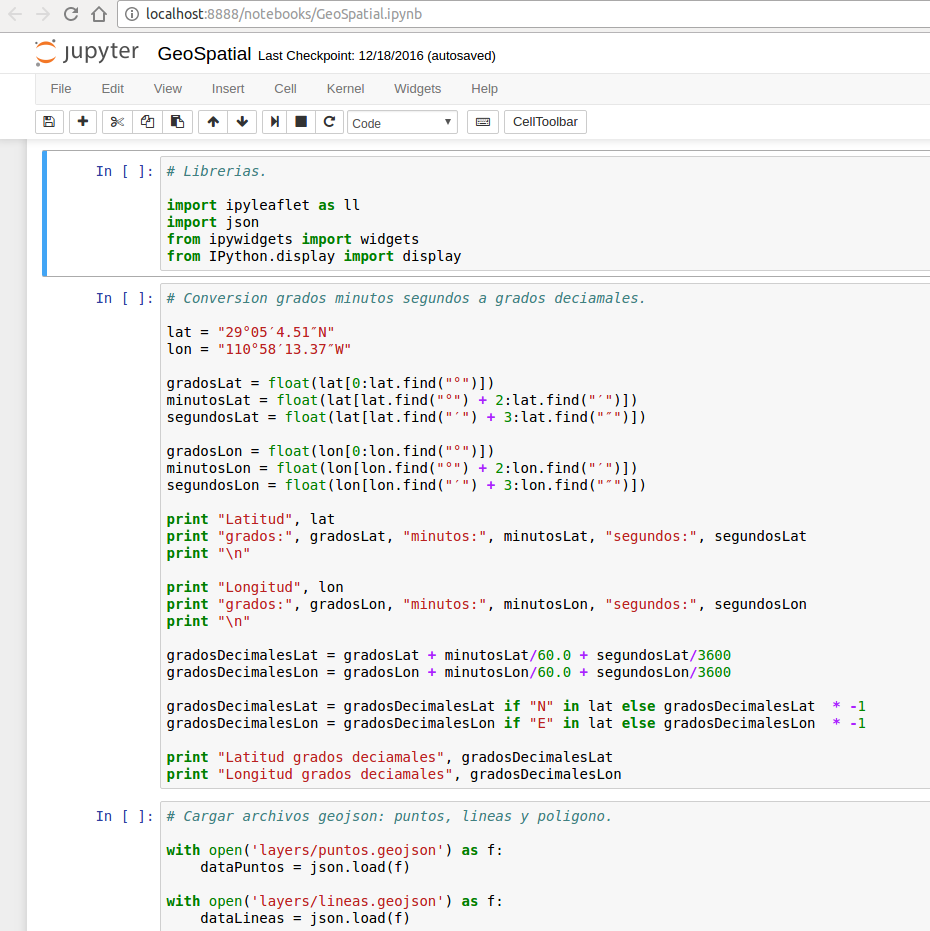 localhost:8888/notebooks/GeoSpatial.ipynb
jupyter GeoSpatial Last Checkpoint: 12/18/2016 (autosaved)
File Edit View Insert Cell Kernel Widgets Help
Code CellToolbar
In [ ]: # Librerias.
import ipyleaflet as ll
import json
from ipywidgets import widgets
from IPython.display import display
In [ ]: # Conversion grados minutos segundos a grados deciamales.
lat = "29°05′4.51″N"
lon = "110°58′13.37″W"
gradosLat = float(lat[0:lat.find("°")])
minutosLat = float(lat[lat.find("°") + 2:lat.find("′")])
segundosLat = float(lat[lat.find("′") + 3:lat.find("″")])
gradosLon = float(lon[0:lon.find("°")])
minutosLon = float(lon[lon.find("°") + 2:lon.find("′")])
segundosLon = float(lon[lon.find("′") + 3:lon.find("″")])
print "Latitud", lat
print "grados:", gradosLat, "minutos:", minutosLat, "segundos:", segundosLat
print "\n"
print "Longitud", lon
print "grados:", gradosLon, "minutos:", minutosLon, "segundos:", segundosLon
print "\n"
gradosDecimalesLat = gradosLat + minutosLat/60.0 + segundosLat/3600
gradosDecimalesLon = gradosLon + minutosLon/60.0 + segundosLon/3600
gradosDecimalesLat = gradosDecimalesLat if "N" in lat else gradosDecimalesLat  * -1
gradosDecimalesLon = gradosDecimalesLon if "E" in lat else gradosDecimalesLon  * -1
print "Latitud grados deciamales", gradosDecimalesLat
print "Longitud grados deciamales", gradosDecimalesLon
In [ ]: # Cargar archivos geojson: puntos, lineas y poligono.
with open('layers/puntos.geojson') as f:
    dataPuntos = json.load(f)
with open('layers/lineas.geojson') as f:
    dataLineas = json.load(f)